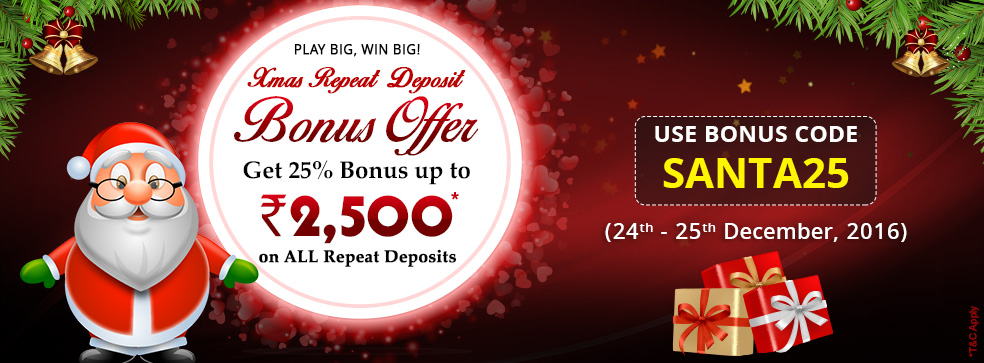 PLAY BIG, WIN BIG!
Xmas Repeat Deposit
Bonus Offer
Get 25% Bonus up to
₹2,500*
on ALL Repeat Deposits
USE BONUS CODE
SANTA25
(24th - 25th December, 2016)
*T&C Apply